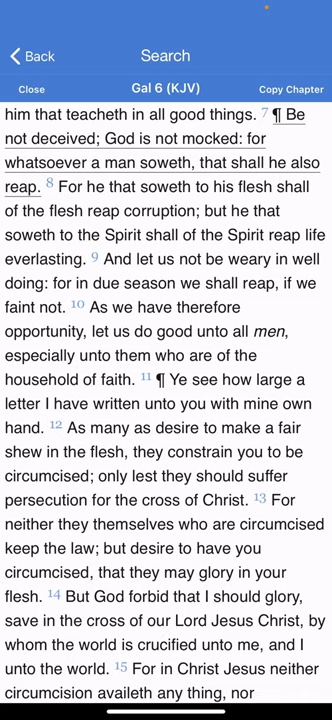 Back
Search
Close
Gal 6 (KJV)
Copy Chapter
him that teacheth in all good things. 7 ¶ Be
not deceived; God is not mocked: for
whatsoever a man soweth, that shall he also
reap. 8 For he that soweth to his flesh shall
of the flesh reap corruption; but he that
soweth to the Spirit shall of the Spirit reap life
everlasting. 9 And let us not be weary in well
doing: for in due season we shall reap, if we
faint not. 10 As we have therefore
opportunity, let us do good unto all men,
especially unto them who are of the
household of faith. 11 ¶ Ye see how large a
letter I have written unto you with mine own
hand. 12 As many as desire to make a fair
shew in the flesh, they constrain you to be
circumcised; only lest they should suffer
persecution for the cross of Christ. 13 For
neither they themselves who are circumcised
keep the law; but desire to have you
circumcised, that they may glory in your
flesh. 14 But God forbid that I should glory,
save in the cross of our Lord Jesus Christ, by
whom the world is crucified unto me, and I
unto the world. 15 For in Christ Jesus neither
circumcision availeth any thing, nor